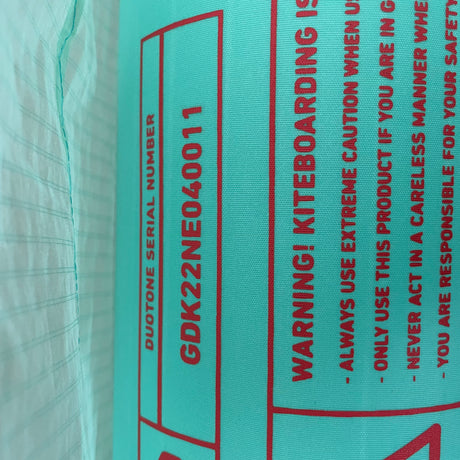 DUOTONE SERIAL NUMBER
GDK22NE040011
WARNING! KITEBOARDING IS
- ALWAYS USE EXTREME CAUTION WHEN US
- ONLY USE THIS PRODUCT IF YOU ARE IN G
- NEVER ACT IN A CARELESS MANNER WHE
- YOU ARE RESPONSIBLE FOR YOUR SAFETY